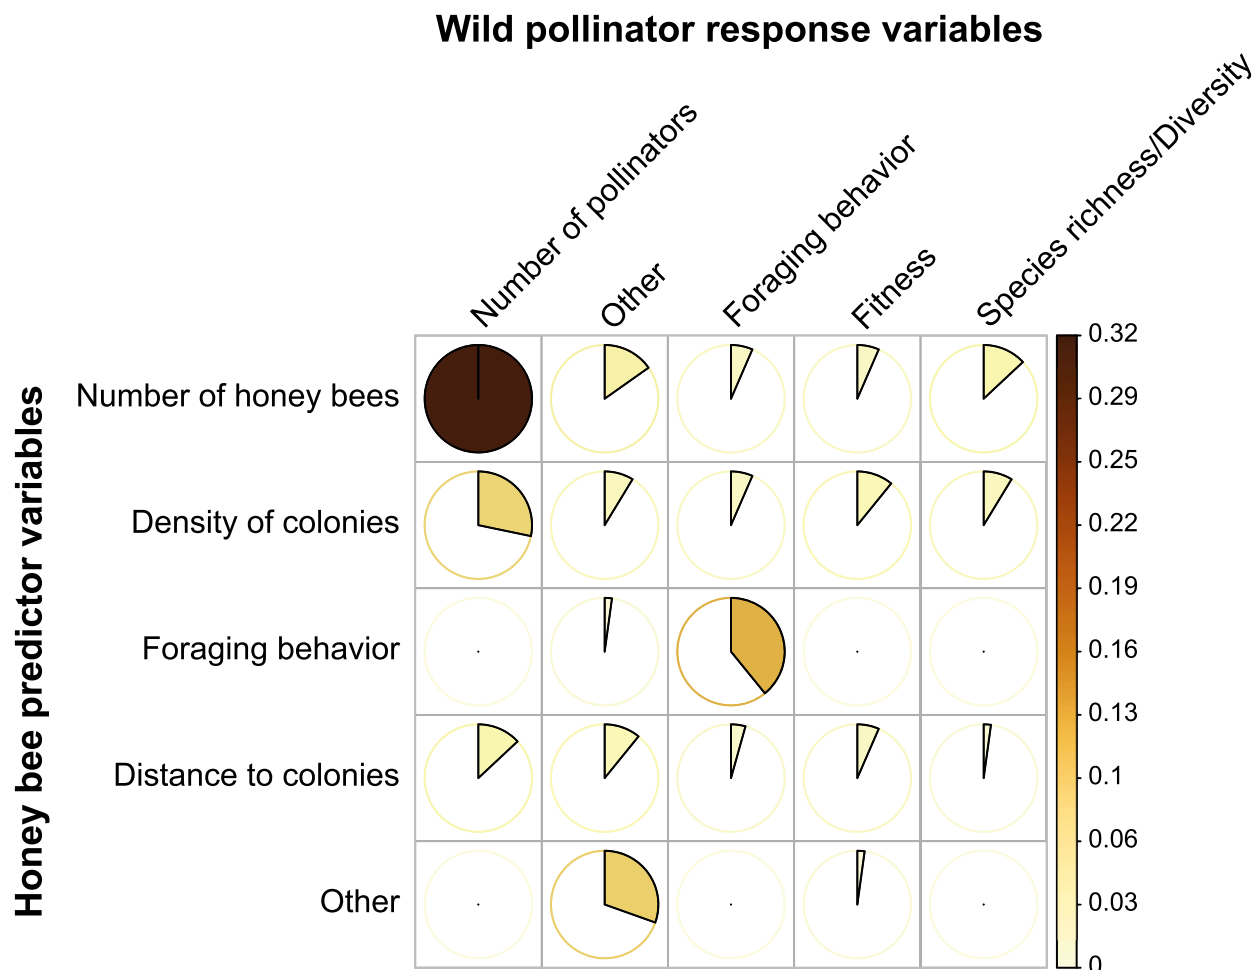 Wild pollinator response variables
Number of pollinators
Other
Foraging behavior
Fitness
Species richness/Diversity
Honey bee predictor variables
Number of honey bees
Density of colonies
Foraging behavior
Distance to colonies
Other
0.32
0.29
0.25
0.22
0.19
0.16
0.13
0.1
0.06
0.03
0